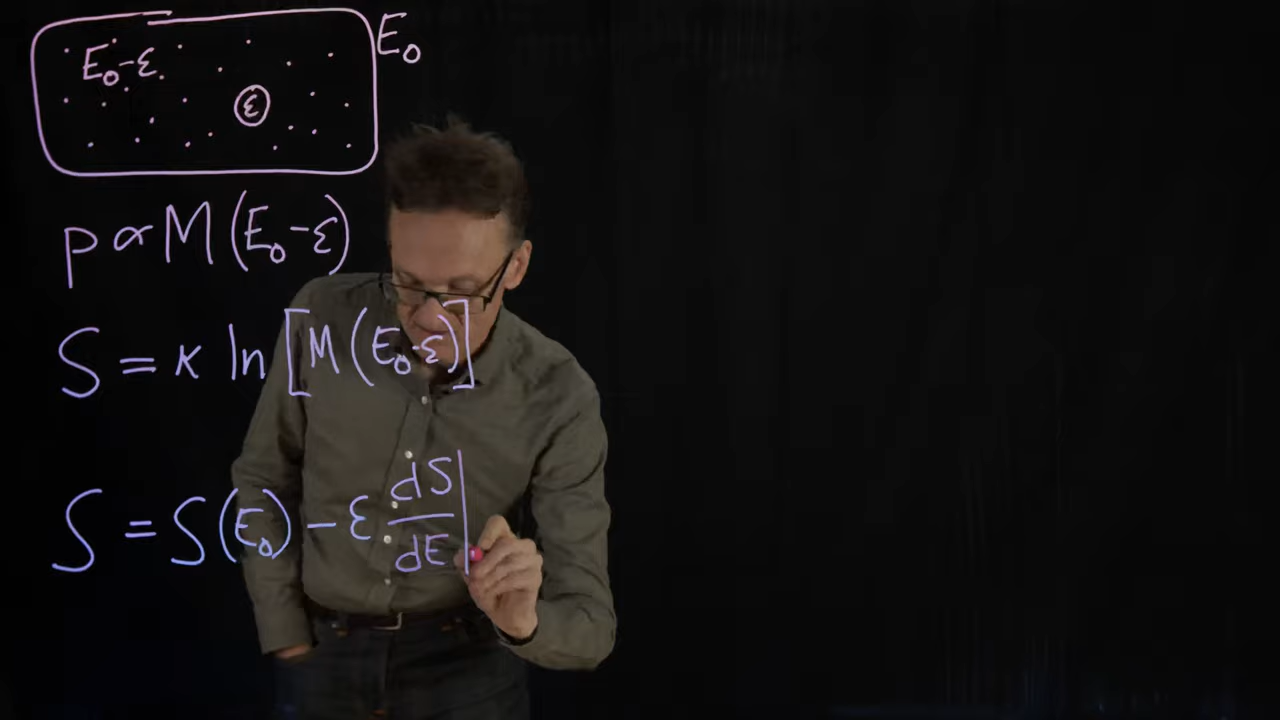 E₀-ε ε E₀
p ∝ M(E₀-ε)
S = k ln[M(E₀-ε)]
S = S(E₀) - ε dS/dE|